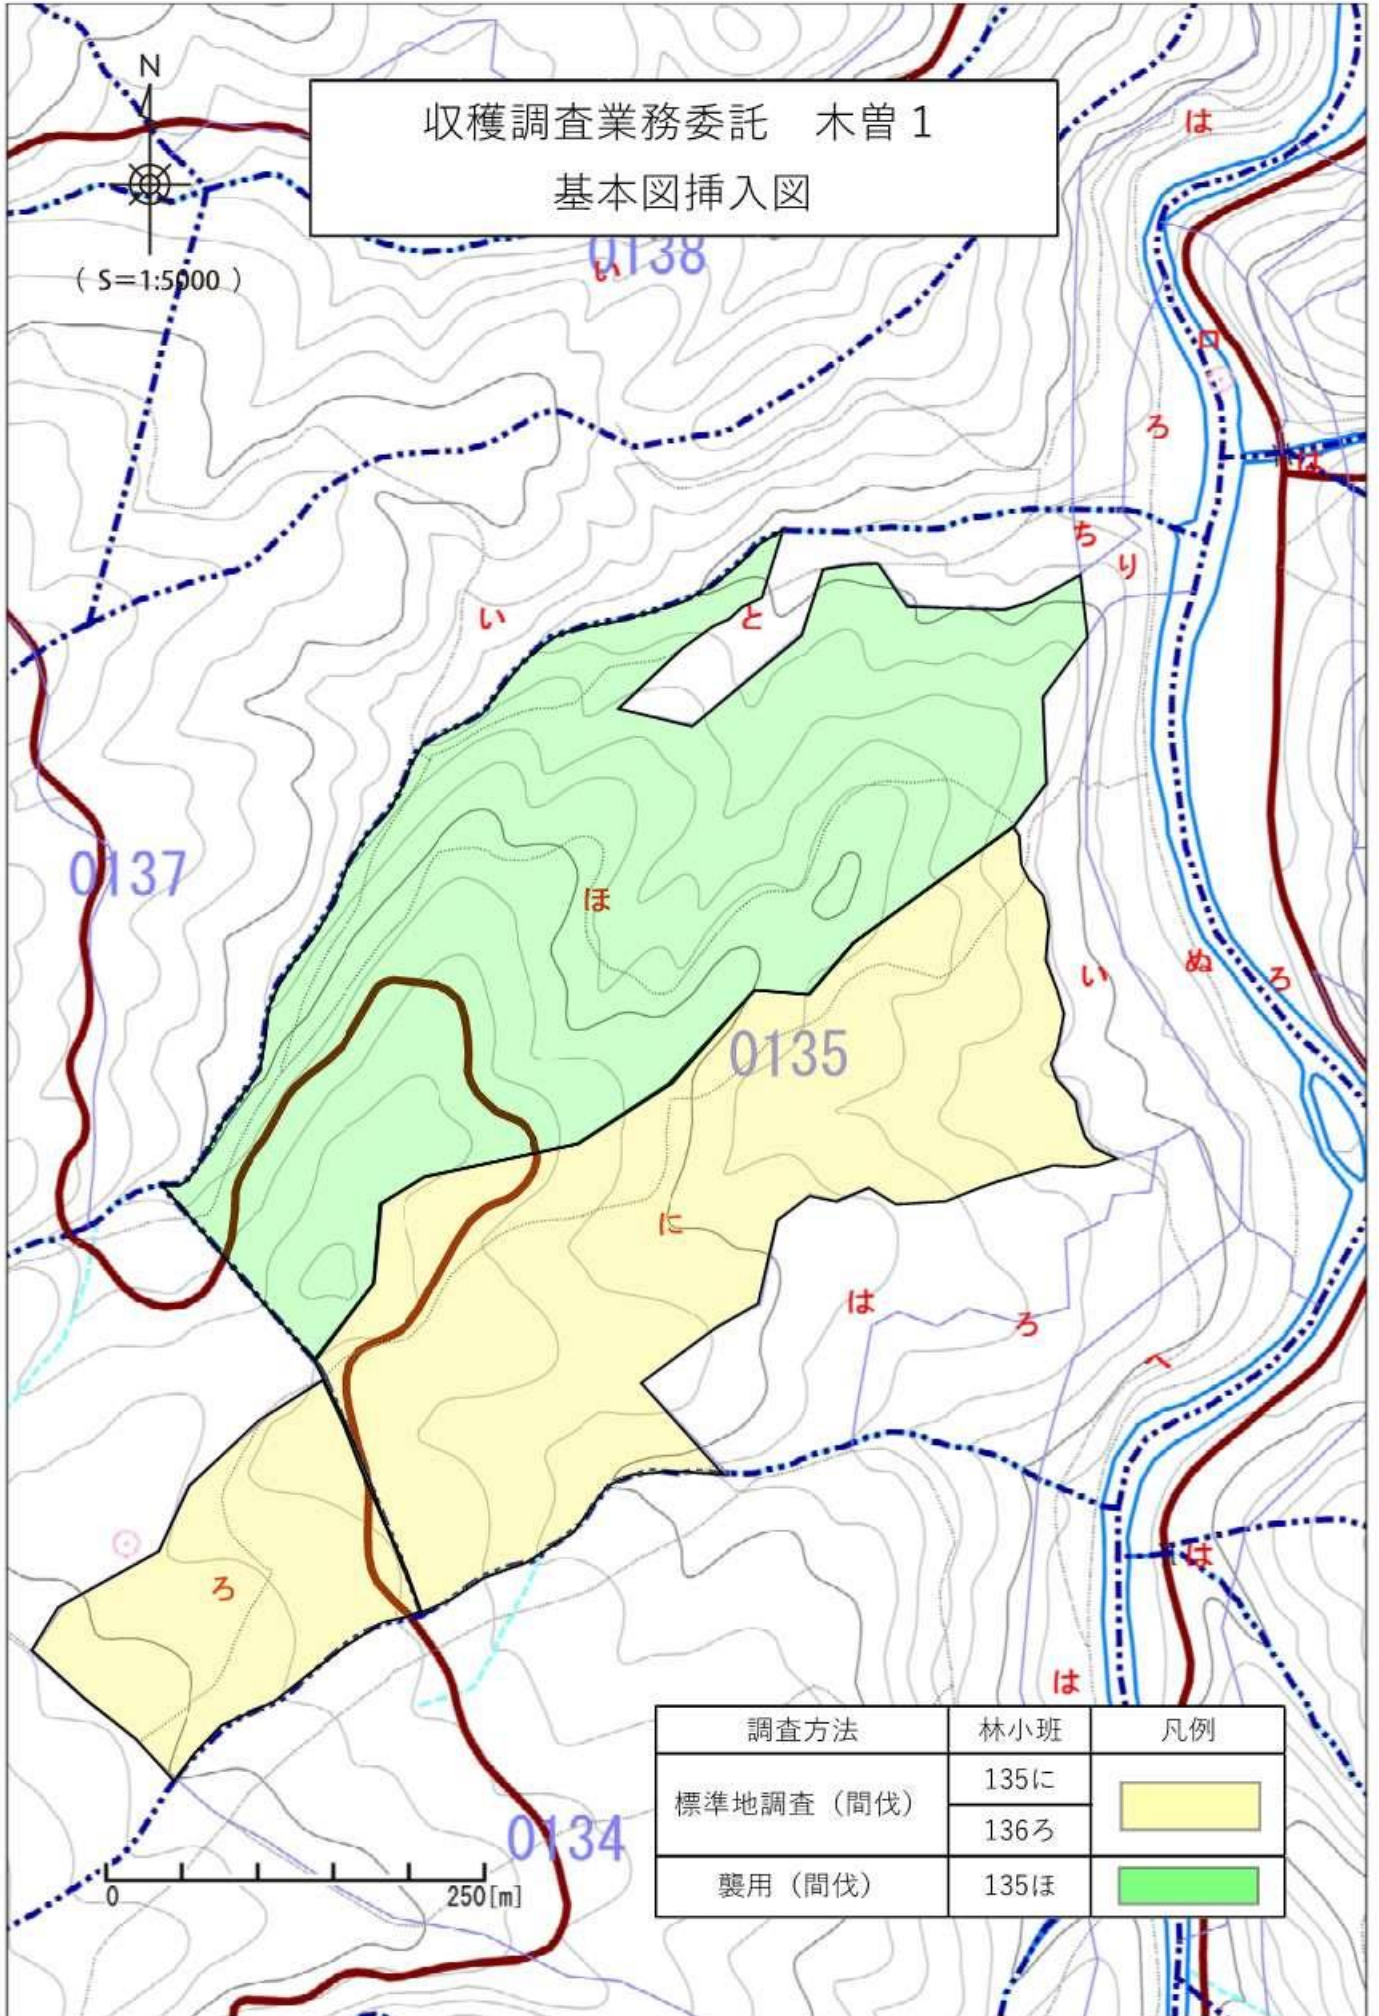 収穫調査業務委託　木曽1
基本図挿入図
N
( S=1:5000 )
は
0138
い
ロ
ろ
は
ち
り
い
と
0137
ほ
い
ぬ
ろ
0135
に
は
ろ
へ
ろ
は
は
調査方法 林小班 凡例
標準地調査（間伐） 135に
136ろ
襲用（間伐） 135ほ
0134
0 250[m]